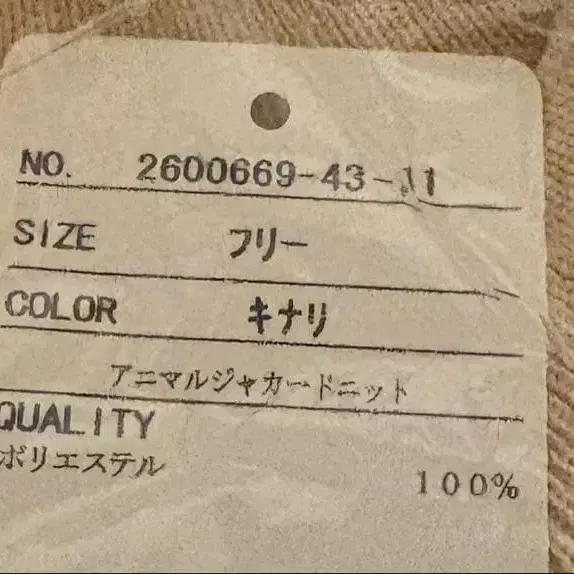 NO. 2600669-43-11
SIZE フリー
COLOR キナリ
アニマルジャカードニット
QUALITY
ポリエステル 100%